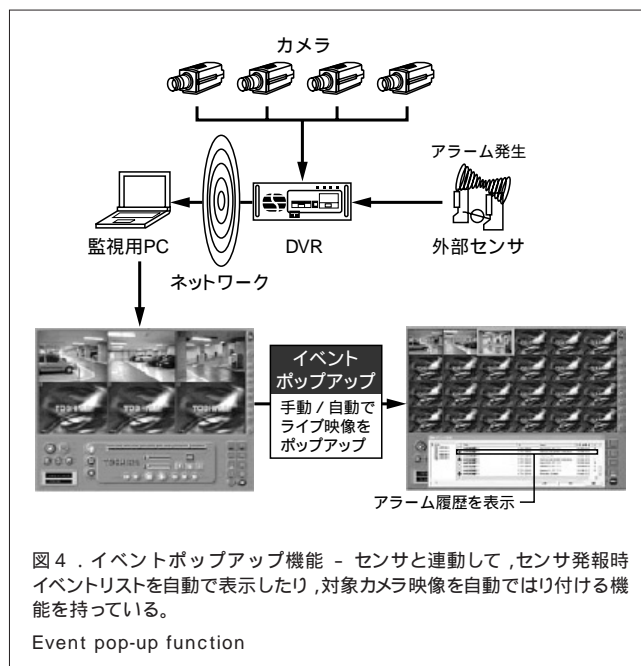 カメラ
アラーム発生
監視用PC
DVR
外部センサ
ネットワーク
イベント
ポップアップ
手動 / 自動で
ライブ映像を
ポップアップ
TOSHIBA
アラーム履歴を表示
図4．イベントポップアップ機能 － センサと連動して,センサ発報時
イベントリストを自動で表示したり,対象カメラ映像を自動ではり付ける機
能を持っている。
Event pop-up function